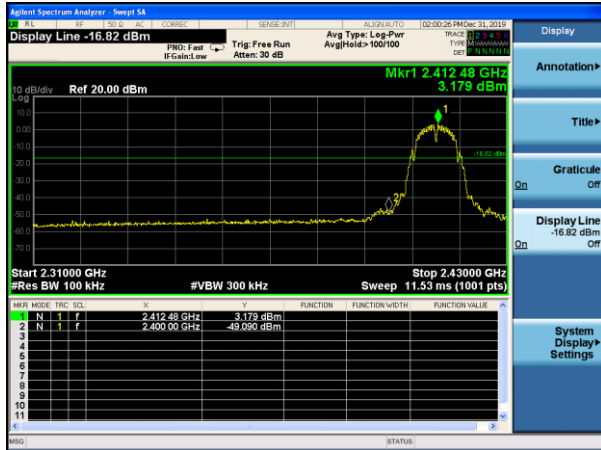 Agilent Spectrum Analyzer - Swept SA
RL RF 50 Ω AC CORREC SENSE:INT ALIGNAUTO 02:00:26 PM Dec 31, 2019
Display Line -16.82 dBm
PNO: Fast Trig: Free Run
IFGain:Low Atten: 30 dB
Avg Type: Log-Pwr
Avg|Hold:>100/100
TRACE 1 2 3 4 5 6
TYPE
DET P N N N N N
Mkr1 2.412 48 GHz
3.179 dBm
10 dB/div Ref 20.00 dBm
Log
10.0
0.00
-10.0
-20.0
-30.0
-40.0
-50.0
-60.0
-70.0
1
2
-16.82 dBm
Start 2.31000 GHz Stop 2.43000 GHz
#Res BW 100 kHz #VBW 300 kHz Sweep 11.53 ms (1001 pts)
MKR MODE TRC SCL X Y FUNCTION FUNCTION WIDTH FUNCTION VALUE
1 N 1 f 2.412 48 GHz 3.179 dBm
2 N 1 f 2.400 00 GHz -49.090 dBm
3
4
5
6
7
8
9
10
11
MSG STATUS
Display
Annotation
Title
Graticule
On Off
Display Line
-16.82 dBm
On Off
System
Display
Settings